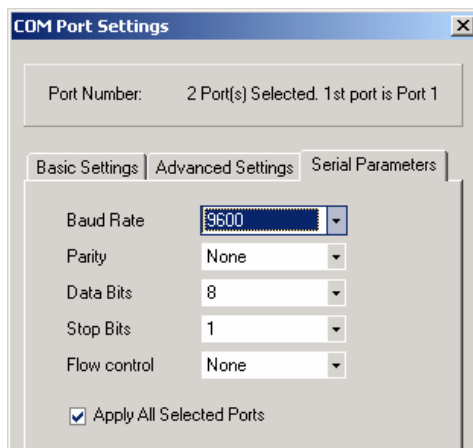 COM Port Settings
Port Number: 2 Port(s) Selected. 1st port is Port 1
Basic Settings Advanced Settings Serial Parameters
Baud Rate 9600
Parity None
Data Bits 8
Stop Bits 1
Flow control None
Apply All Selected Ports